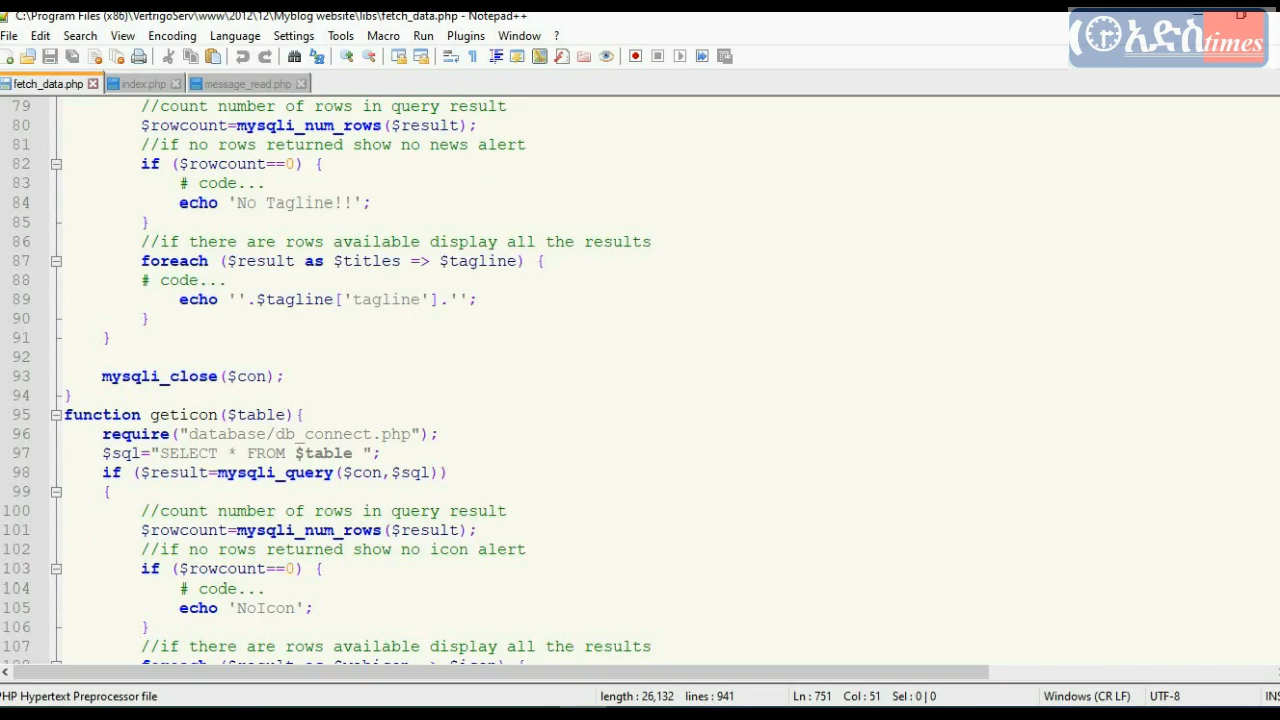 C:\Program Files (x86)\VertrigoServ\www\2012\12\Myblog website\libs\fetch_data.php - Notepad++
File Edit Search View Encoding Language Settings Tools Macro Run Plugins Window ?
አድስtimes
fetch_data.php index.php message_read.php
79 //count number of rows in query result
80 $rowcount=mysqli_num_rows($result);
81 //if no rows returned show no news alert
82 if ($rowcount==0) {
83 # code...
84 echo 'No Tagline!!';
85 }
86 //if there are rows available display all the results
87 foreach ($result as $titles => $tagline) {
88 # code...
89 echo ''.$tagline['tagline'].'';
90 }
91 }
92
93 mysqli_close($con);
94 }
95 function geticon($table){
96 require("database/db_connect.php");
97 $sql="SELECT * FROM $table ";
98 if ($result=mysqli_query($con,$sql))
99 {
100 //count number of rows in query result
101 $rowcount=mysqli_num_rows($result);
102 //if no rows returned show no icon alert
103 if ($rowcount==0) {
104 # code...
105 echo 'NoIcon';
106 }
107 //if there are rows available display all the results
PHP Hypertext Preprocessor file length : 26,132 lines : 941 Ln : 751 Col : 51 Sel : 0 | 0 Windows (CR LF) UTF-8 INS